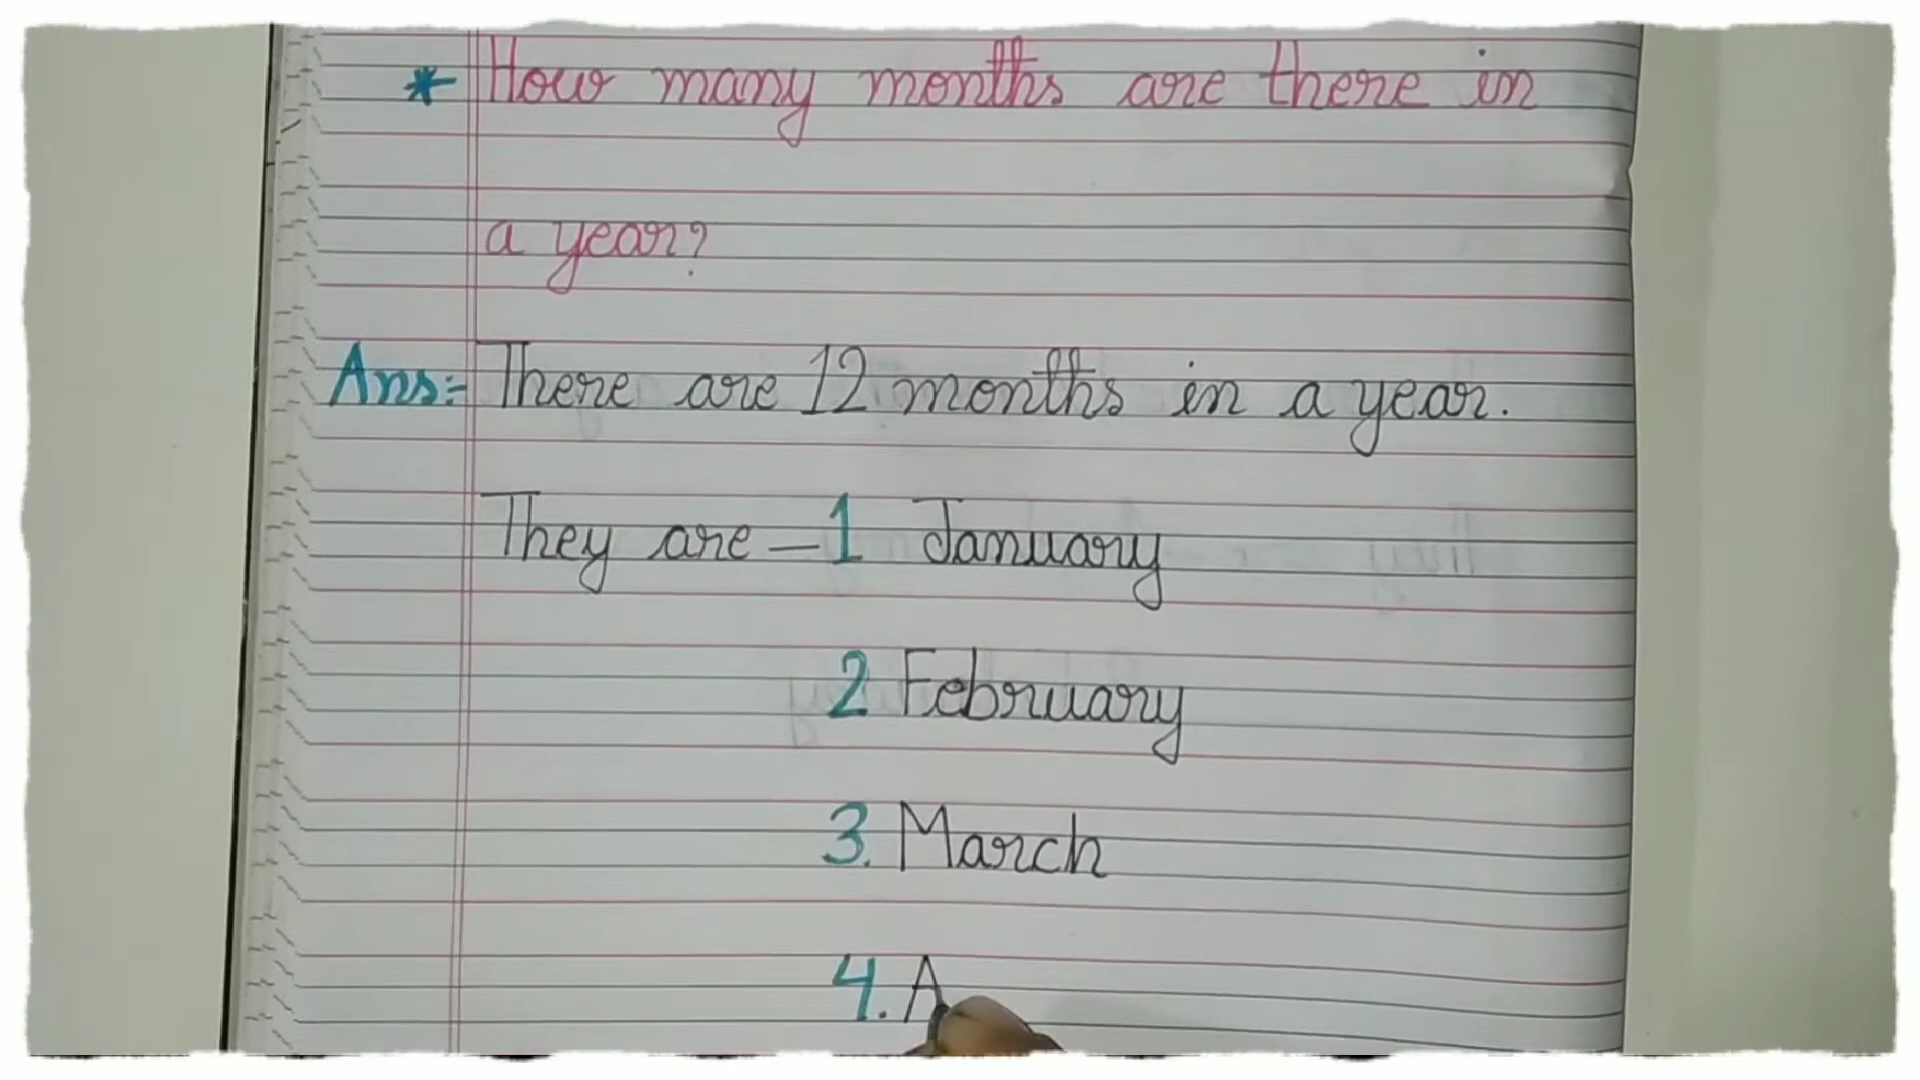 * How many months are there in
a year?
Ans:- There are 12 months in a year.
They are – 1 January
2 February
3. March
4. A